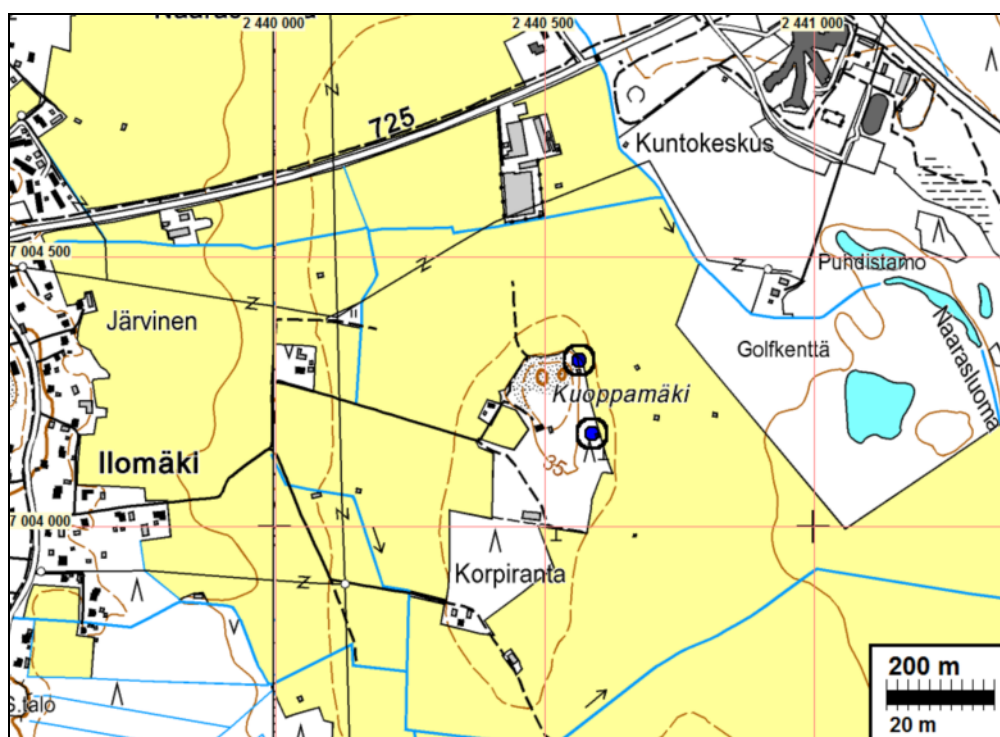 2 440 000
2 440 500
2 441 000
725
Kuntokeskus
7 004 500
Puhdistamo
Järvinen
Golfkenttä
Naarasluoma
Kuoppamäki
35
Ilomäki
7 004 000
Korpiranta
200 m
20 m